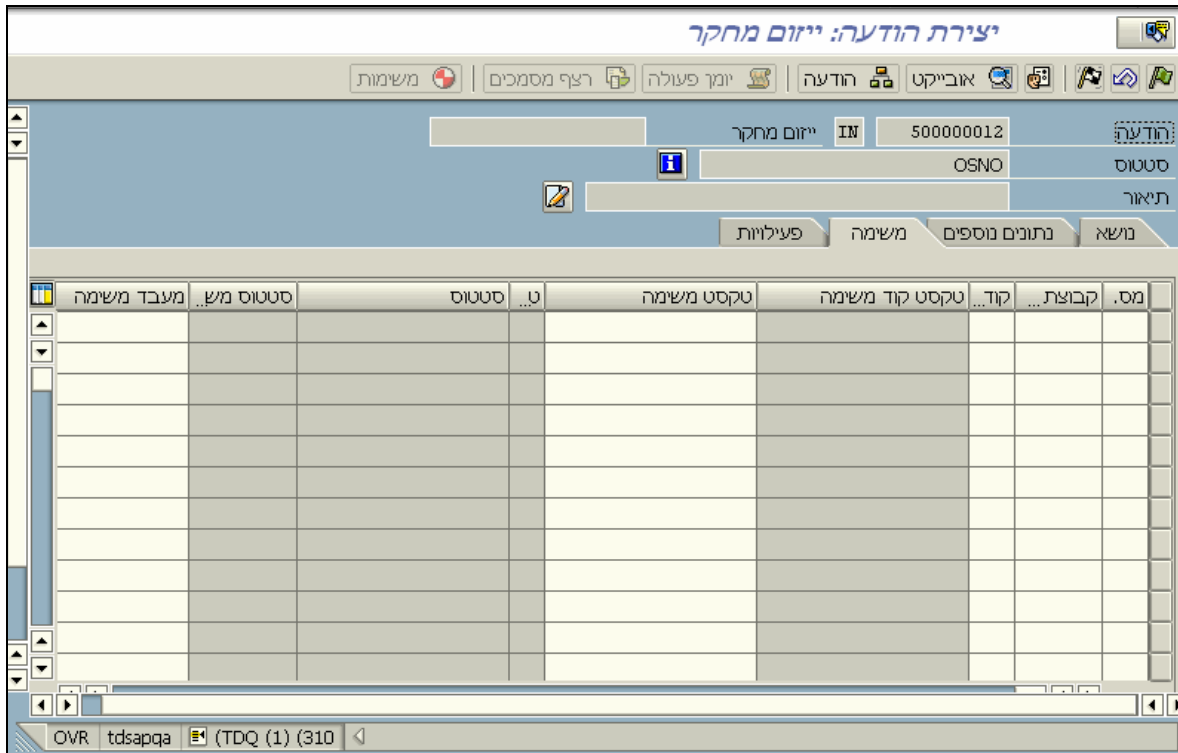 יצירת הודעה: ייזום מחקר
אובייקט הודעה יומן פעולה רצף מסמכים משימות
הודעה 500000012 IN ייזום מחקר
סטטוס OSNO
תיאור
נושא נתונים נוספים משימה פעילויות
מס. קבוצת... קוד... טקסט קוד משימה טקסט משימה ט... סטטוס סטטוס מש... מעבד משימה
OVR tdsapqa (TDQ (1) (310